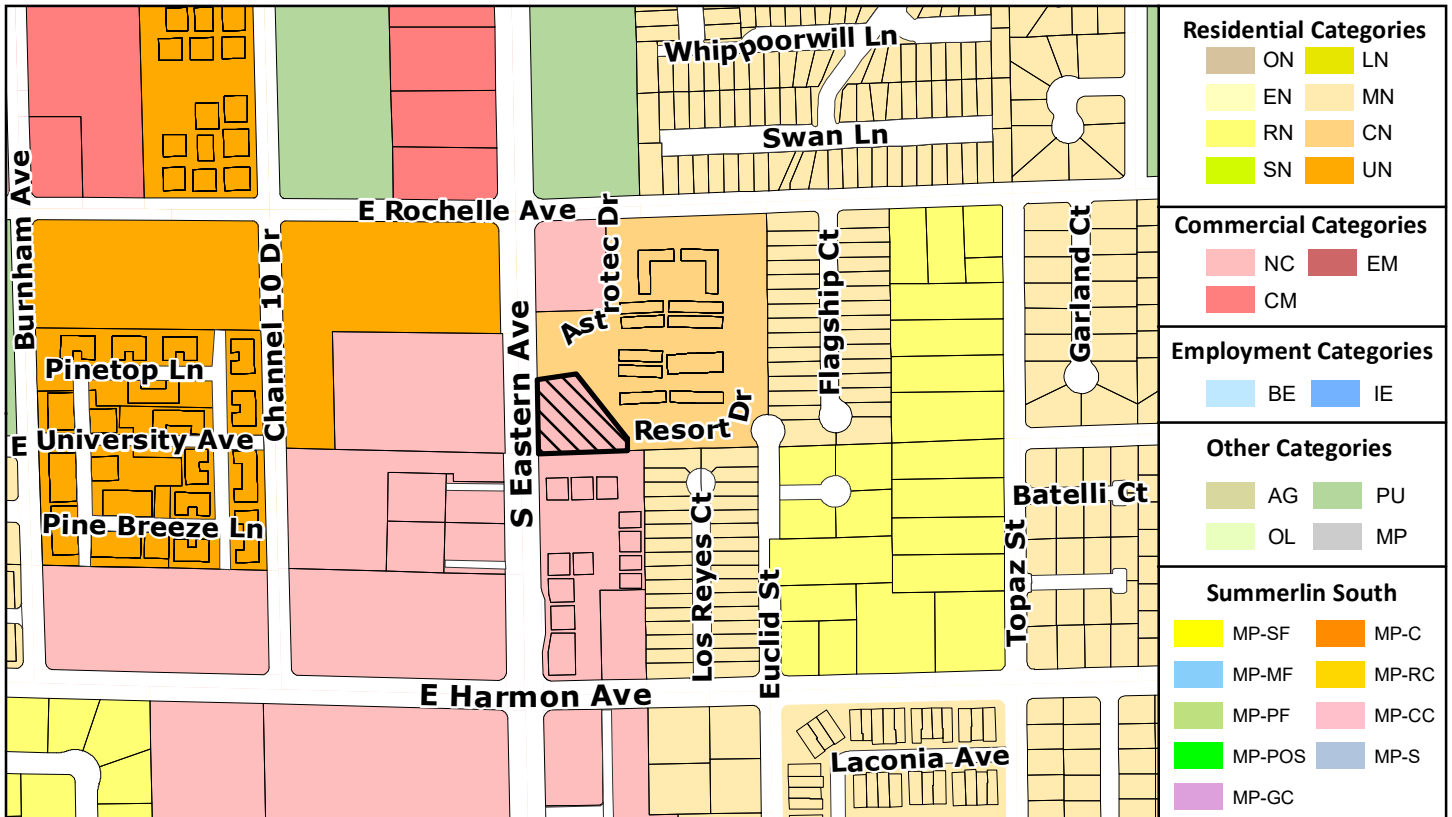 Whippoorwill Ln
Swan Ln
E Rochelle Ave
Burnham Ave
Channel 10 Dr
Astrotec Dr
S Eastern Ave
Flagship Ct
Garland Ct
Pinetop Ln
E University Ave
Resort Dr
Pine Breeze Ln
Batelli Ct
Los Reyes Ct
Euclid St
Topaz St
E Harmon Ave
Laconia Ave
Residential Categories
ON LN
EN MN
RN CN
SN UN
Commercial Categories
NC EM
CM
Employment Categories
BE IE
Other Categories
AG PU
OL MP
Summerlin South
MP-SF MP-C
MP-MF MP-RC
MP-PF MP-CC
MP-POS MP-S
MP-GC